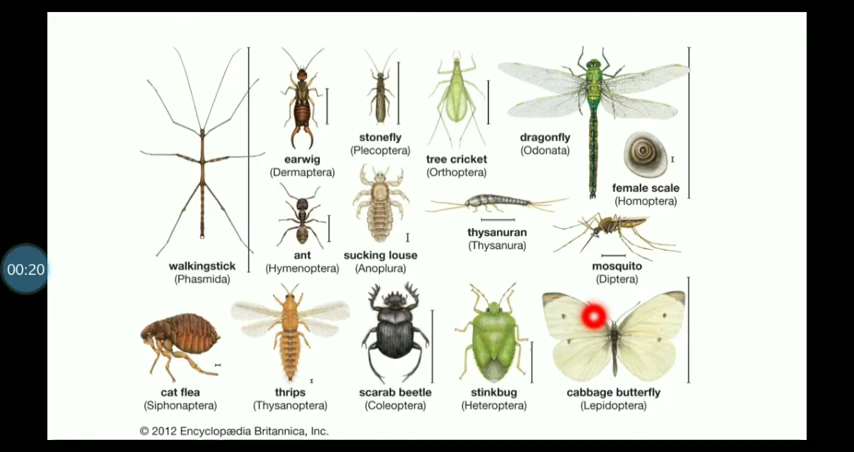 00:20
walkingstick
(Phasmida)
earwig
(Dermaptera)
stonefly
(Plecoptera)
tree cricket
(Orthoptera)
dragonfly
(Odonata)
female scale
(Homoptera)
ant
(Hymenoptera)
sucking louse
(Anoplura)
thysanuran
(Thysanura)
mosquito
(Diptera)
cat flea
(Siphonaptera)
thrips
(Thysanoptera)
scarab beetle
(Coleoptera)
stinkbug
(Heteroptera)
cabbage butterfly
(Lepidoptera)
© 2012 Encyclopædia Britannica, Inc.